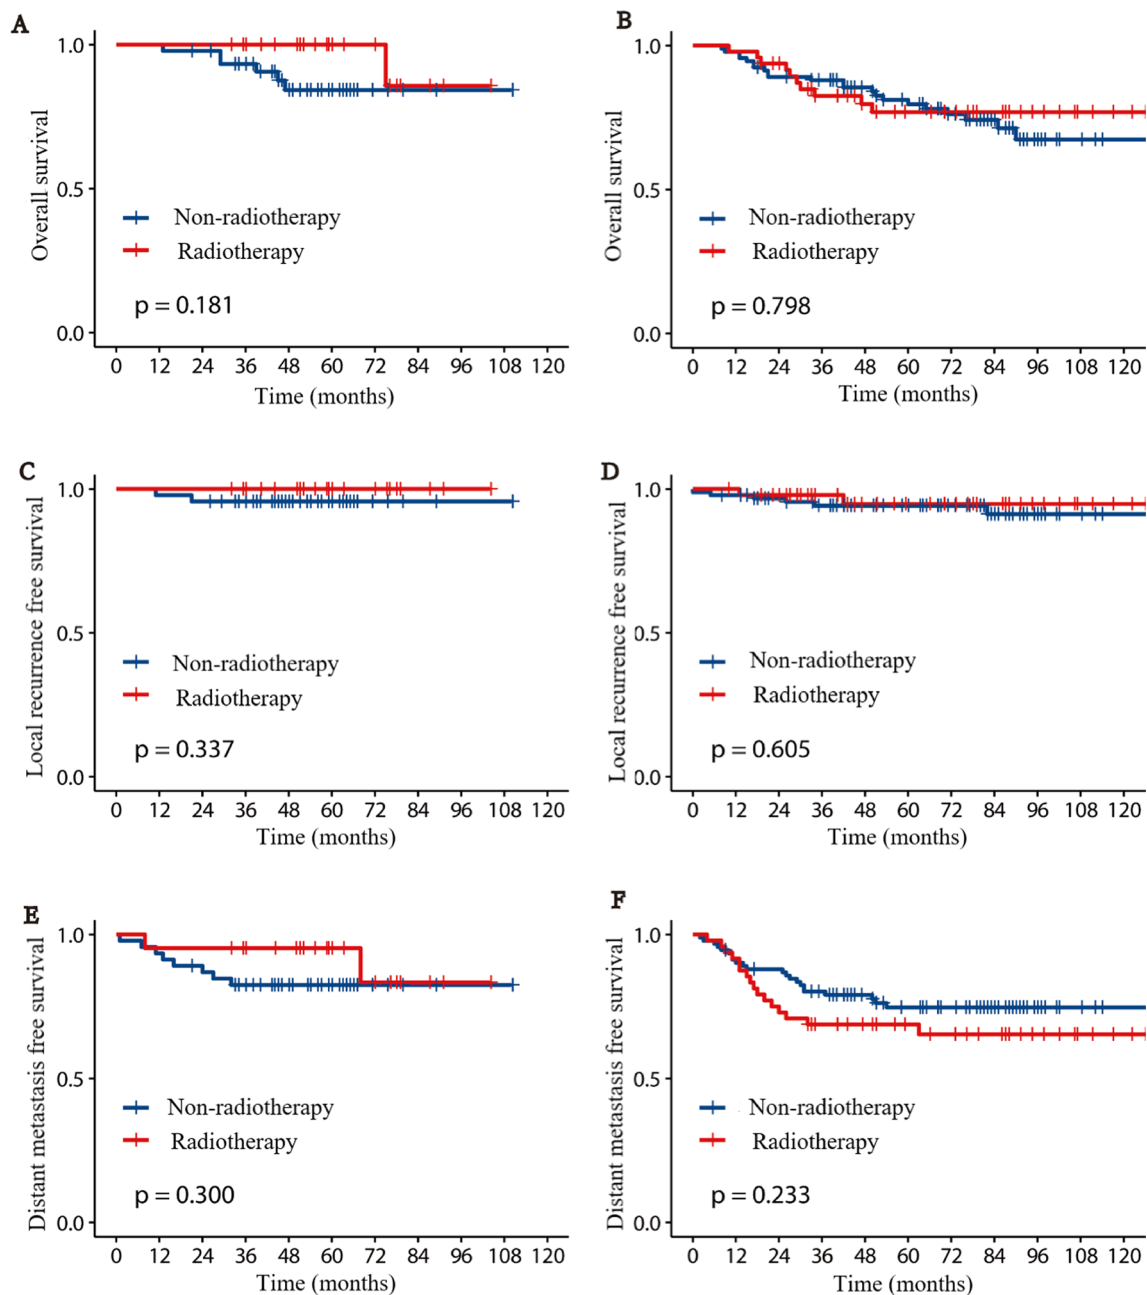 A
Overall survival
1.0
0.5
0.0
Non-radiotherapy
Radiotherapy
p = 0.181
0 12 24 36 48 60 72 84 96 108 120
Time (months)
B
Overall survival
1.0
0.5
0.0
Non-radiotherapy
Radiotherapy
p = 0.798
0 12 24 36 48 60 72 84 96 108 120
Time (months)
C
Local recurrence free survival
1.0
0.5
0.0
Non-radiotherapy
Radiotherapy
p = 0.337
0 12 24 36 48 60 72 84 96 108 120
Time (months)
D
Local recurrence free survival
1.0
0.5
0.0
Non-radiotherapy
Radiotherapy
p = 0.605
0 12 24 36 48 60 72 84 96 108 120
Time (months)
E
Distant metastasis free survival
1.0
0.5
0.0
Non-radiotherapy
Radiotherapy
p = 0.300
0 12 24 36 48 60 72 84 96 108 120
Time (months)
F
Distant metastasis free survival
1.0
0.5
0.0
Non-radiotherapy
Radiotherapy
p = 0.233
0 12 24 36 48 60 72 84 96 108 120
Time (months)